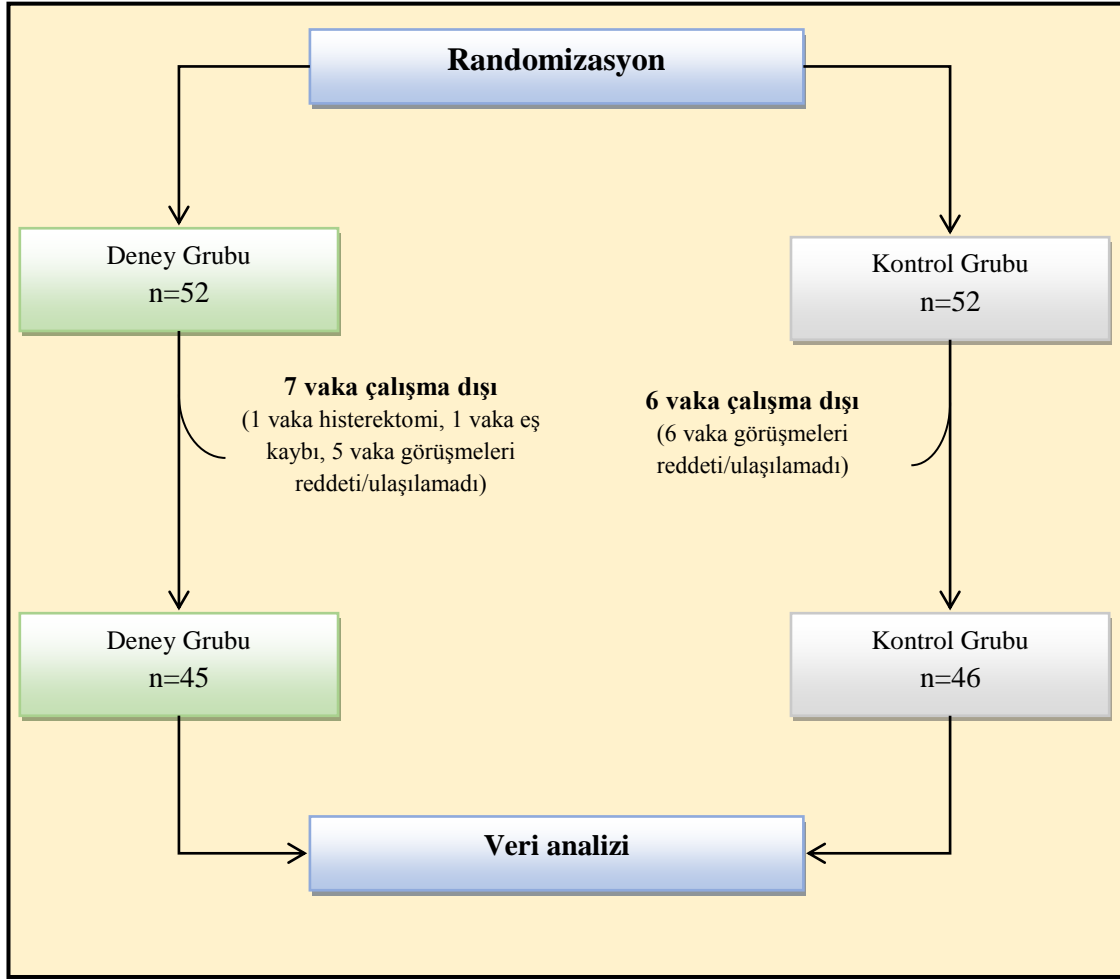 Randomizasyon
Deney Grubu
n=52
Kontrol Grubu
n=52
7 vaka çalışma dışı
(1 vaka histerektomi, 1 vaka eş
kaybı, 5 vaka görüşmeleri
reddeti/ulaşılamadı)
6 vaka çalışma dışı
(6 vaka görüşmeleri
reddeti/ulaşılamadı)
Deney Grubu
n=45
Kontrol Grubu
n=46
Veri analizi